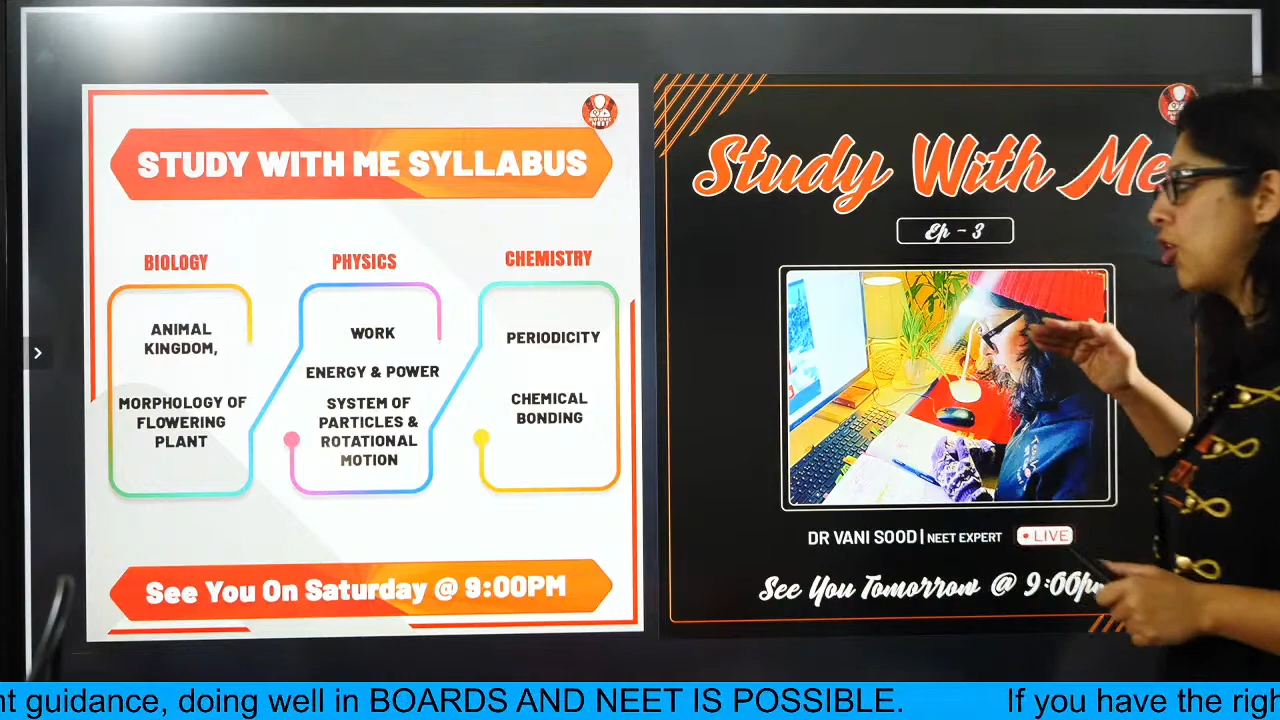 STUDY WITH ME SYLLABUS
BIOLOGY
ANIMAL
KINGDOM,
MORPHOLOGY OF
FLOWERING
PLANT
PHYSICS
WORK
ENERGY & POWER
SYSTEM OF
PARTICLES &
ROTATIONAL
MOTION
CHEMISTRY
PERIODICITY
CHEMICAL
BONDING
See You On Saturday @ 9:00PM
Study With Me
Ep - 3
DR VANI SOOD | NEET EXPERT
• LIVE
See You Tomorrow @ 9:00pm
nt guidance, doing well in BOARDS AND NEET IS POSSIBLE. If you have the righ